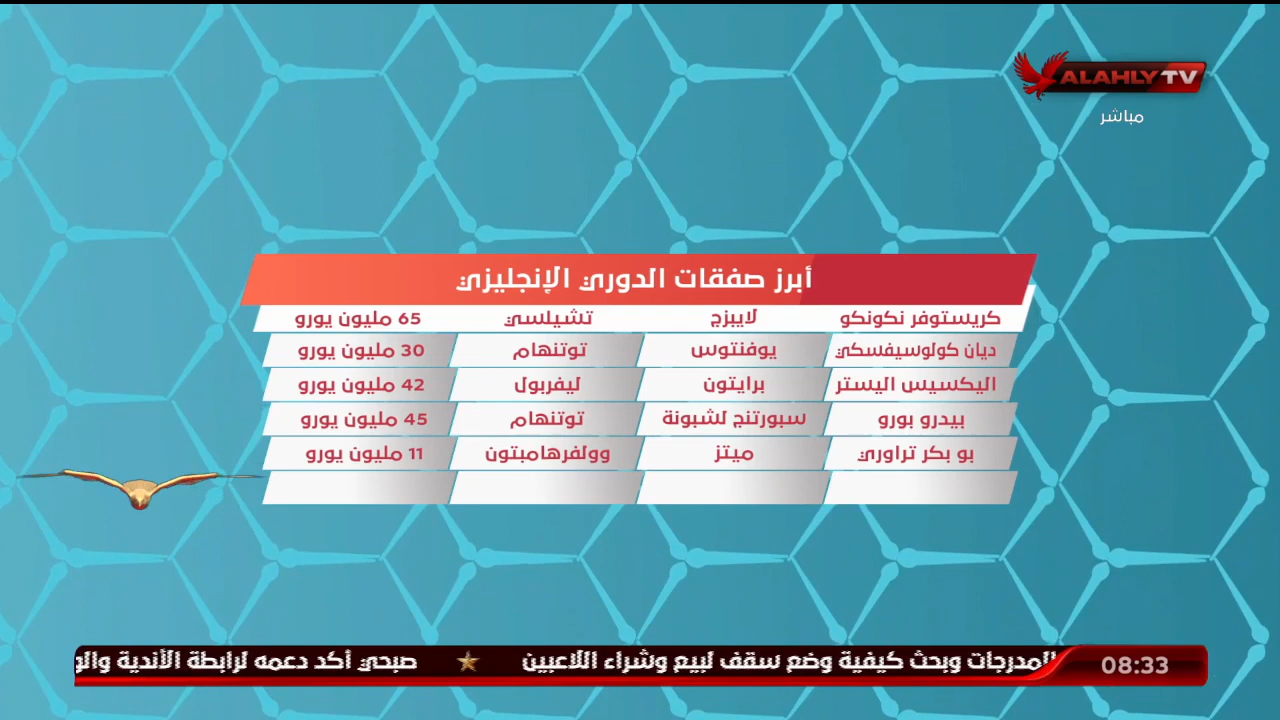 ALAHLY TV
مباشر
أبرز صفقات الدوري الإنجليزي
كريستوفر نكونكو لايبزج تشيلسي 65 مليون يورو
ديان كولوسيفسكي يوفنتوس توتنهام 30 مليون يورو
اليكسيس اليستر برايتون ليفربول 42 مليون يورو
بيدرو بورو سبورتنج لشبونة توتنهام 45 مليون يورو
بو بكر تراوري ميتز وولفرهامبتون 11 مليون يورو
08:33 المدرجات وبحث كيفية وضع سقف لبيع وشراء اللاعبين صبحي أكد دعمه لرابطة الأندية